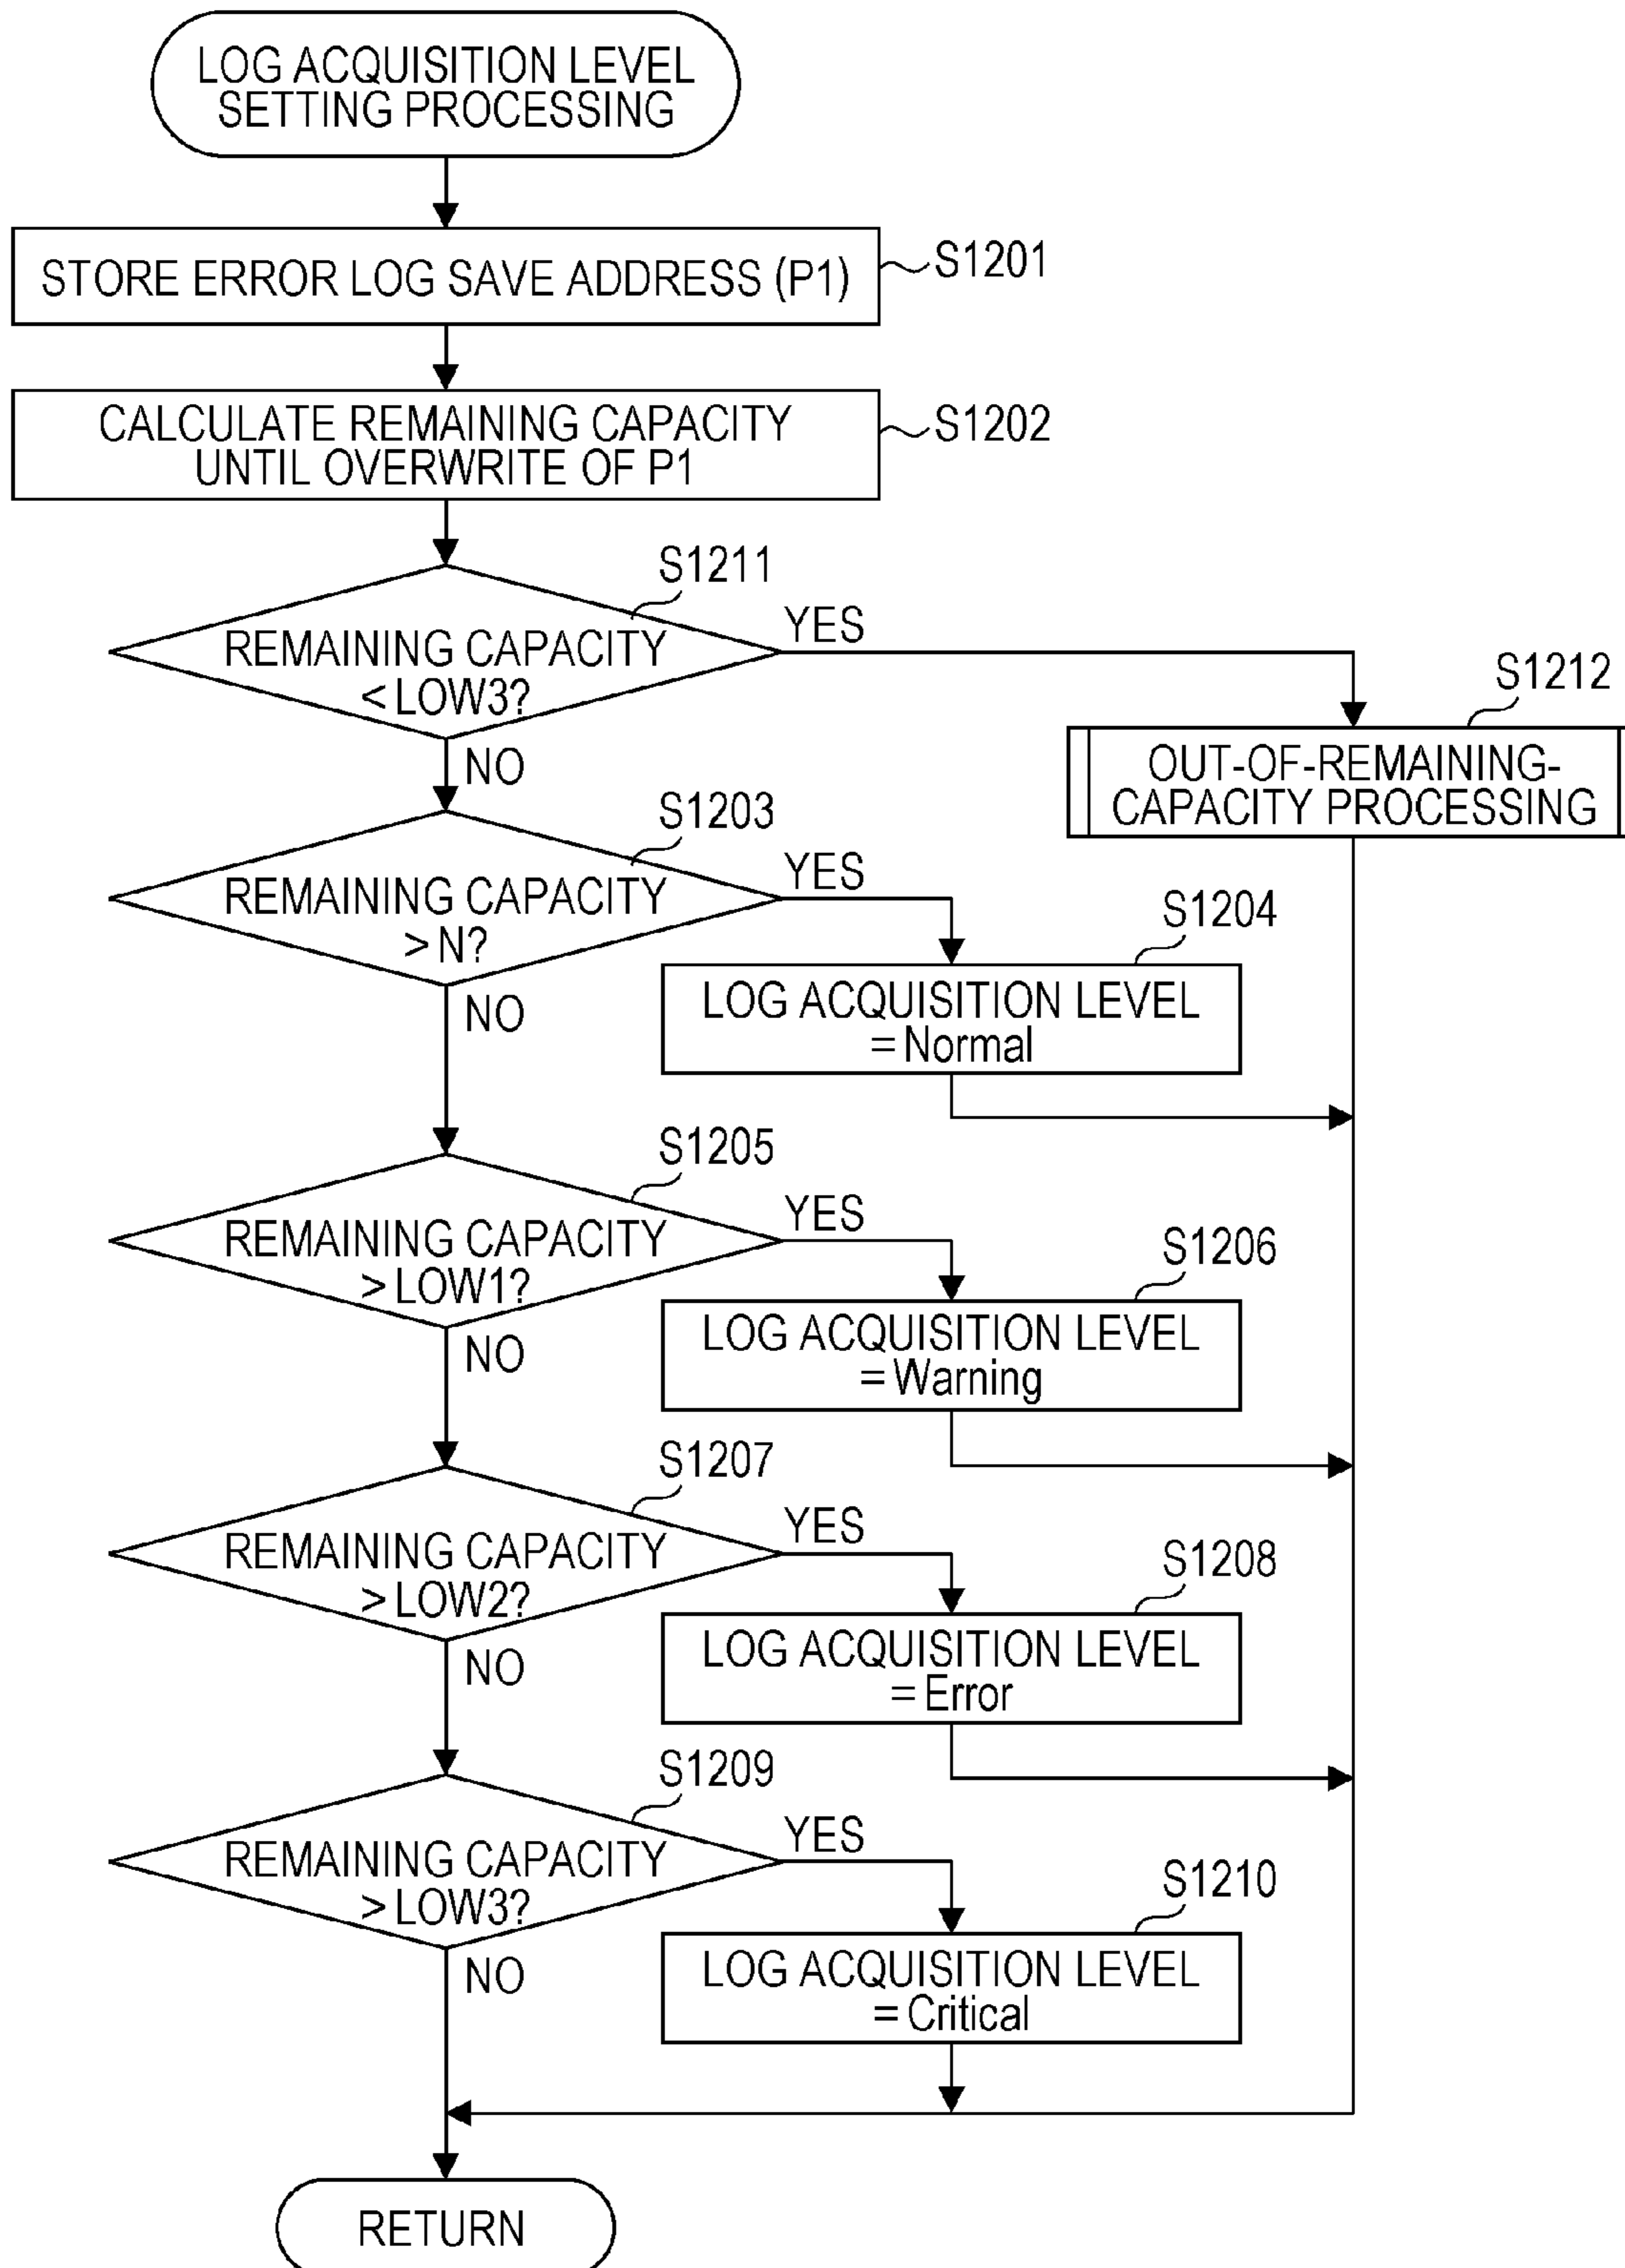 LOG ACQUISITION LEVEL
SETTING PROCESSING
STORE ERROR LOG SAVE ADDRESS (P1)
S1201
CALCULATE REMAINING CAPACITY
UNTIL OVERWRITE OF P1
S1202
S1211
REMAINING CAPACITY
< LOW3?
YES
NO
S1212
OUT-OF-REMAINING-
CAPACITY PROCESSING
S1203
REMAINING CAPACITY
> N?
YES
NO
S1204
LOG ACQUISITION LEVEL
= Normal
S1205
REMAINING CAPACITY
> LOW1?
YES
NO
S1206
LOG ACQUISITION LEVEL
= Warning
S1207
REMAINING CAPACITY
> LOW2?
YES
NO
S1208
LOG ACQUISITION LEVEL
= Error
S1209
REMAINING CAPACITY
> LOW3?
YES
NO
S1210
LOG ACQUISITION LEVEL
= Critical
RETURN